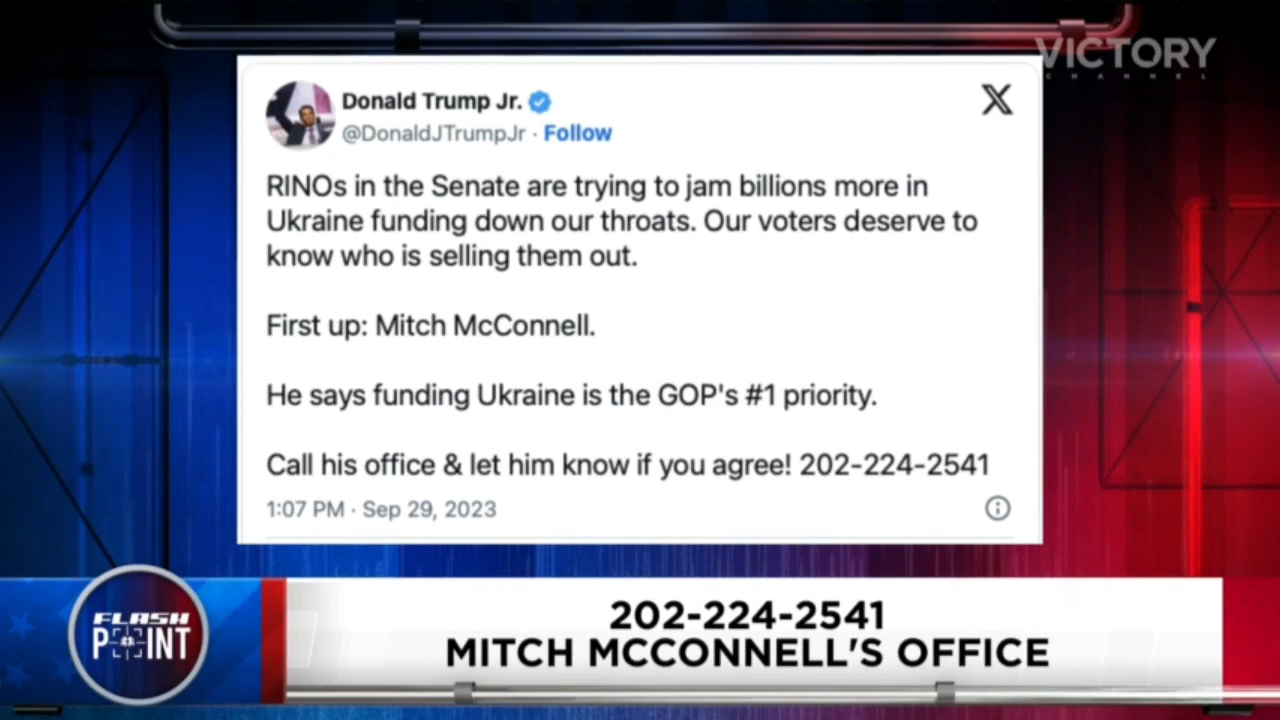 VICTORY
CHANNEL
Donald Trump Jr.
@DonaldJTrumpJr · Follow
RINOs in the Senate are trying to jam billions more in
Ukraine funding down our throats. Our voters deserve to
know who is selling them out.
First up: Mitch McConnell.
He says funding Ukraine is the GOP's #1 priority.
Call his office & let him know if you agree! 202-224-2541
1:07 PM · Sep 29, 2023
FLASH
POINT
202-224-2541
MITCH MCCONNELL'S OFFICE